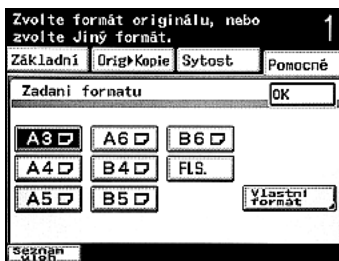 Zvolte formát originálu, nebo
zvolte Jiný formát.
1
Základní Orig▸Kopie Sytost Pomocné
Zadani formatu
OK
A3 A6 B6
A4 B4 FLS.
A5 B5
Vlastní
formát
Seznam
úloh